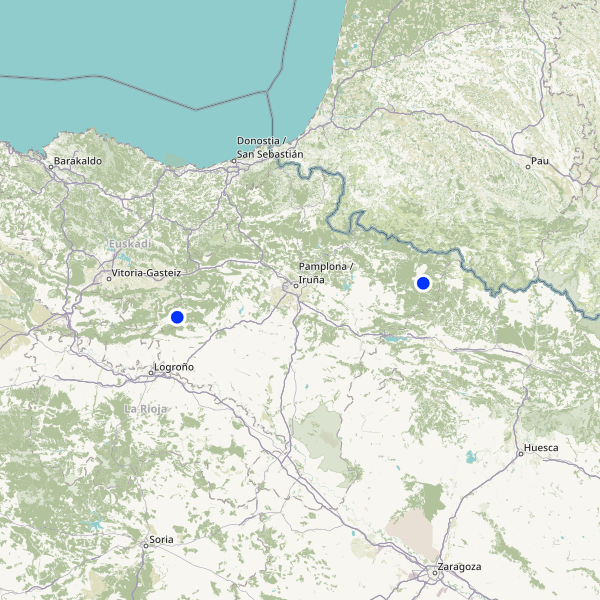 Donostia /
San Sebastián
Barakaldo
Pau
Euskadi
Vitoria-Gasteiz
Pamplona /
Iruña
Logroño
La Rioja
Huesca
Soria
Zaragoza